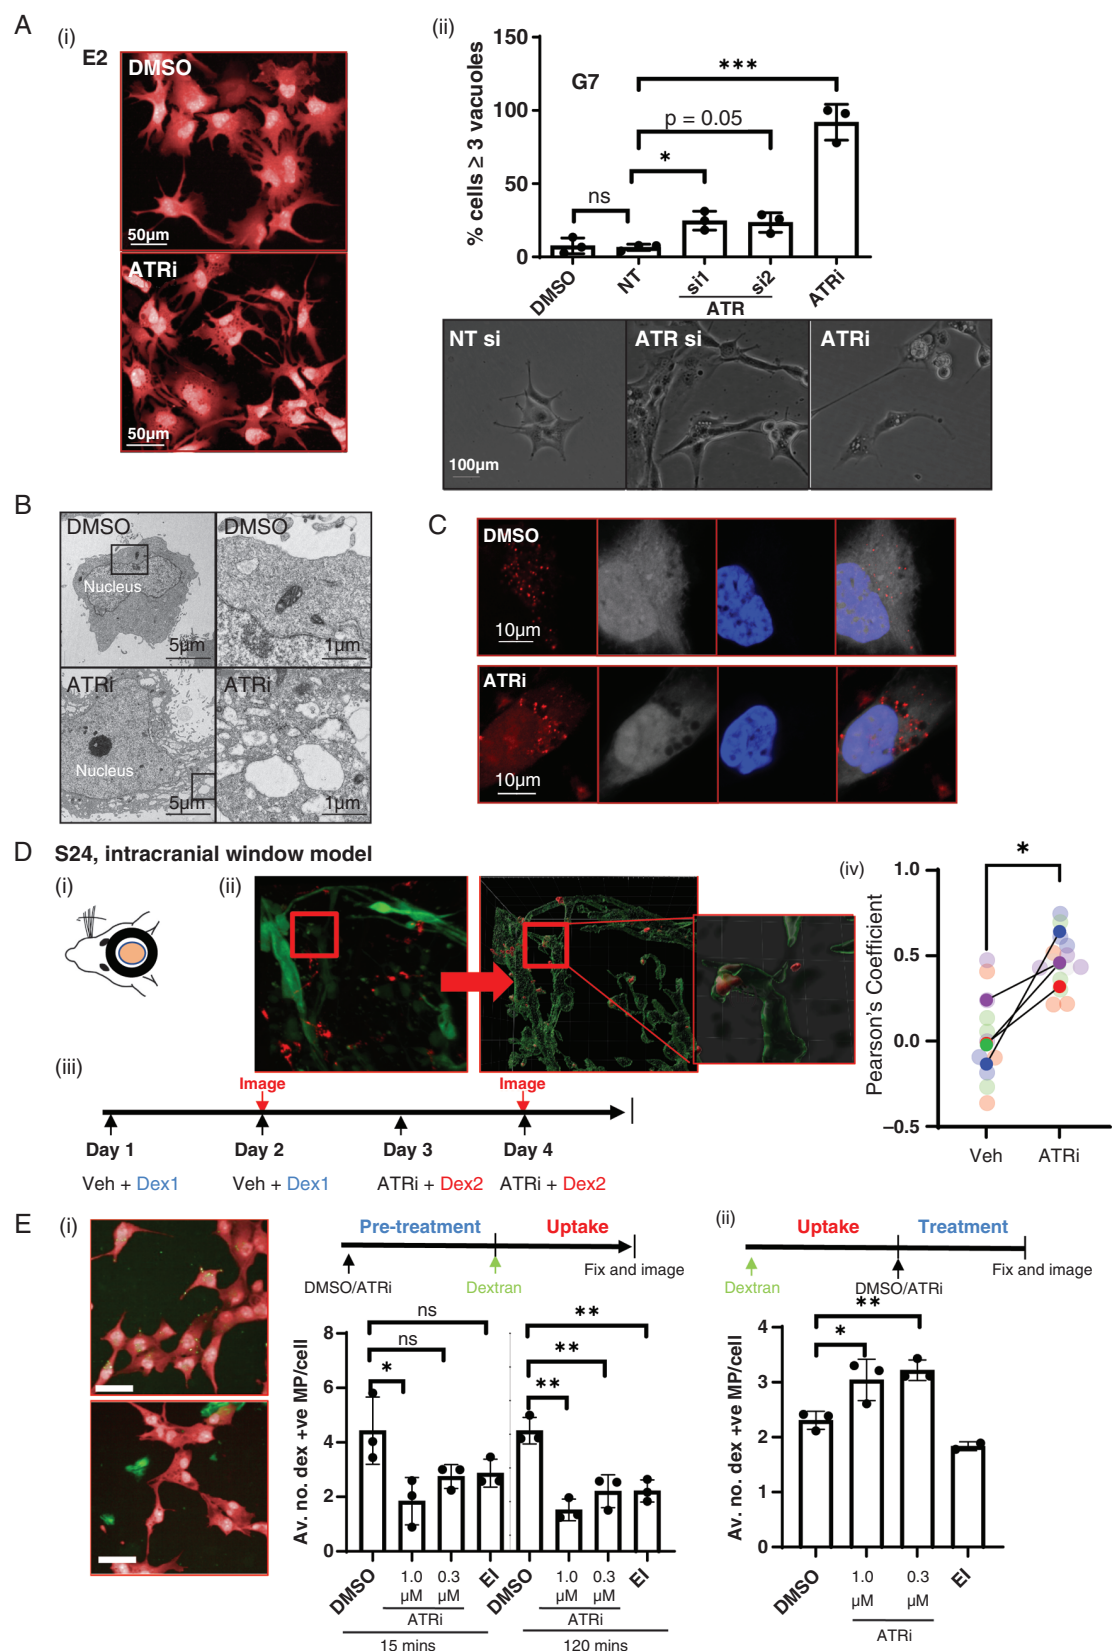 A
(i)
E2
DMSO
50µm
ATRi
50µm
(ii)
150
100
50
0
% cells ≥ 3 vacuoles
G7
***
p = 0.05
*
ns
DMSO
NT
si1
si2
ATRi
ATR
NT si
ATR si
ATRi
100µm
B
DMSO
Nucleus
5µm
DMSO
1µm
ATRi
Nucleus
5µm
ATRi
1µm
C
DMSO
10µm
ATRi
10µm
D
S24, intracranial window model
(i)
(ii)
(iii)
Image
Image
Day 1
Day 2
Day 3
Day 4
Veh + Dex1
Veh + Dex1
ATRi + Dex2
ATRi + Dex2
(iv)
*
1.0
0.5
0.0
–0.5
Pearson's Coefficient
Veh
ATRi
E
(i)
Pre-treatment
Uptake
DMSO/ATRi
Dextran
Fix and image
8
6
4
2
0
Av. no. dex +ve MP/cell
ns
ns
*
**
**
**
DMSO
1.0
µM
0.3
µM
EI
ATRi
15 mins
DMSO
1.0
µM
0.3
µM
EI
ATRi
120 mins
(ii)
Uptake
Treatment
Dextran
DMSO/ATRi
Fix and image
4
3
2
1
0
Av. no. dex +ve MP/cell
**
*
DMSO
1.0
µM
0.3
µM
EI
ATRi